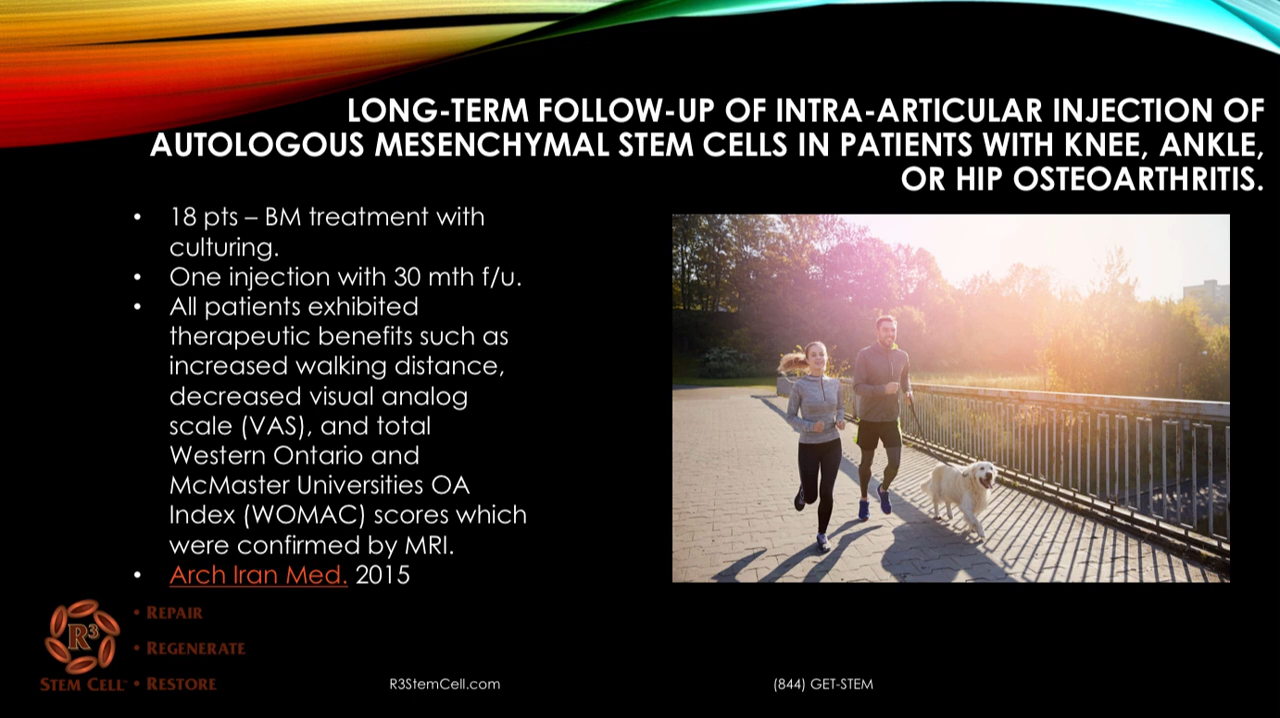 LONG-TERM FOLLOW-UP OF INTRA-ARTICULAR INJECTION OF
AUTOLOGOUS MESENCHYMAL STEM CELLS IN PATIENTS WITH KNEE, ANKLE,
OR HIP OSTEOARTHRITIS.
• 18 pts – BM treatment with
culturing.
• One injection with 30 mth f/u.
• All patients exhibited
therapeutic benefits such as
increased walking distance,
decreased visual analog
scale (VAS), and total
Western Ontario and
McMaster Universities OA
Index (WOMAC) scores which
were confirmed by MRI.
• Arch Iran Med. 2015
R3
• REPAIR
• REGENERATE
STEM CELL • RESTORE
R3StemCell.com
(844) GET-STEM